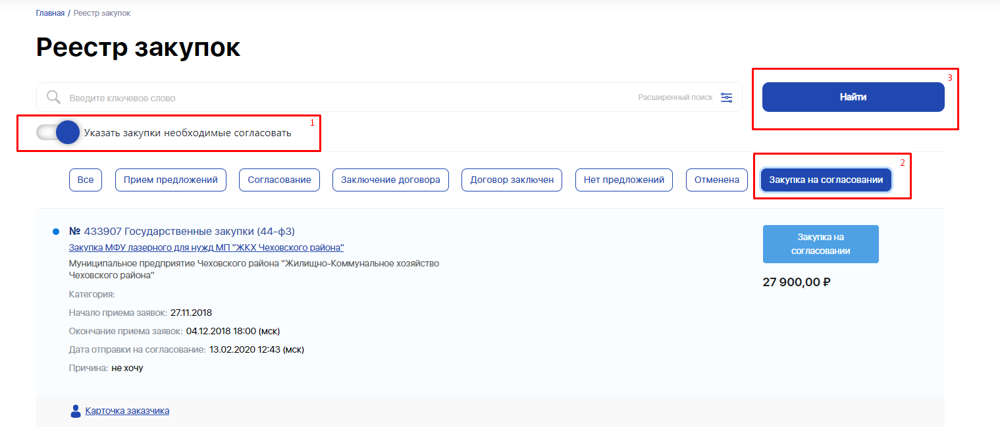 Главная / Реестр закупок
Реестр закупок
Введите ключевое слово
Расширенный поиск
Найти
3
Указать закупки необходимые согласовать
1
Все
Прием предложений
Согласование
Заключение договора
Договор заключен
Нет предложений
Отменена
Закупка на согласовании
2
№ 433907 Государственные закупки (44-ф3)
Закупка МФУ лазерного для нужд МП "ЖКХ Чеховского района"
Муниципальное предприятие Чеховского района "Жилищно-Коммунальное хозяйство
Чеховского района"
Категория:
Начало приема заявок: 27.11.2018
Окончание приема заявок: 04.12.2018 18:00 (мск)
Дата отправки на согласование: 13.02.2020 12:43 (мск)
Причина: не хочу
Закупка на
согласовании
27 900,00 ₽
Карточка заказчика